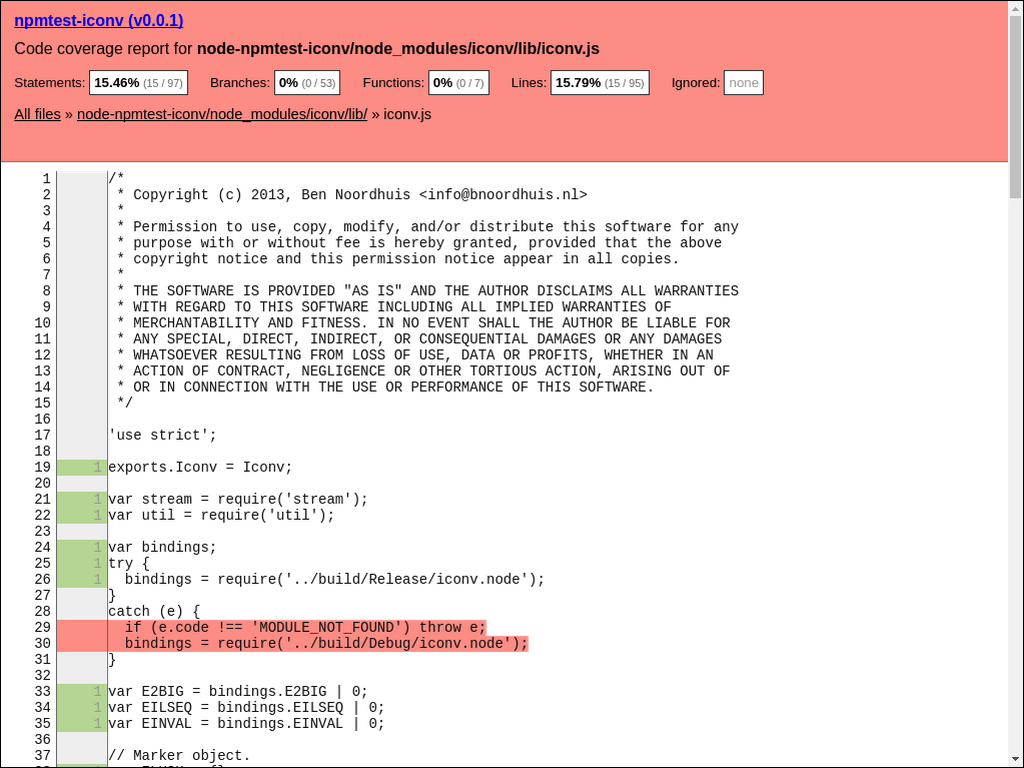 npmtest-iconv (v0.0.1)
Code coverage report for node-npmtest-iconv/node_modules/iconv/lib/iconv.js
Statements: 15.46% (15 / 97) Branches: 0% (0 / 53) Functions: 0% (0 / 7) Lines: 15.79% (15 / 95) Ignored: none
All files » node-npmtest-iconv/node_modules/iconv/lib/ » iconv.js
1 /*
2  * Copyright (c) 2013, Ben Noordhuis <info@bnoordhuis.nl>
3  *
4  * Permission to use, copy, modify, and/or distribute this software for any
5  * purpose with or without fee is hereby granted, provided that the above
6  * copyright notice and this permission notice appear in all copies.
7  *
8  * THE SOFTWARE IS PROVIDED "AS IS" AND THE AUTHOR DISCLAIMS ALL WARRANTIES
9  * WITH REGARD TO THIS SOFTWARE INCLUDING ALL IMPLIED WARRANTIES OF
10  * MERCHANTABILITY AND FITNESS. IN NO EVENT SHALL THE AUTHOR BE LIABLE FOR
11  * ANY SPECIAL, DIRECT, INDIRECT, OR CONSEQUENTIAL DAMAGES OR ANY DAMAGES
12  * WHATSOEVER RESULTING FROM LOSS OF USE, DATA OR PROFITS, WHETHER IN AN
13  * ACTION OF CONTRACT, NEGLIGENCE OR OTHER TORTIOUS ACTION, ARISING OUT OF
14  * OR IN CONNECTION WITH THE USE OR PERFORMANCE OF THIS SOFTWARE.
15  */
16
17 'use strict';
18
19 1 exports.Iconv = Iconv;
20
21 1 var stream = require('stream');
22 1 var util = require('util');
23
24 1 var bindings;
25 1 try {
26 1   bindings = require('../build/Release/iconv.node');
27 }
28 catch (e) {
29   if (e.code !== 'MODULE_NOT_FOUND') throw e;
30   bindings = require('../build/Debug/iconv.node');
31 }
32
33 1 var E2BIG = bindings.E2BIG | 0;
34 1 var EILSEQ = bindings.EILSEQ | 0;
35 1 var EINVAL = bindings.EINVAL | 0;
36
37 // Marker object.